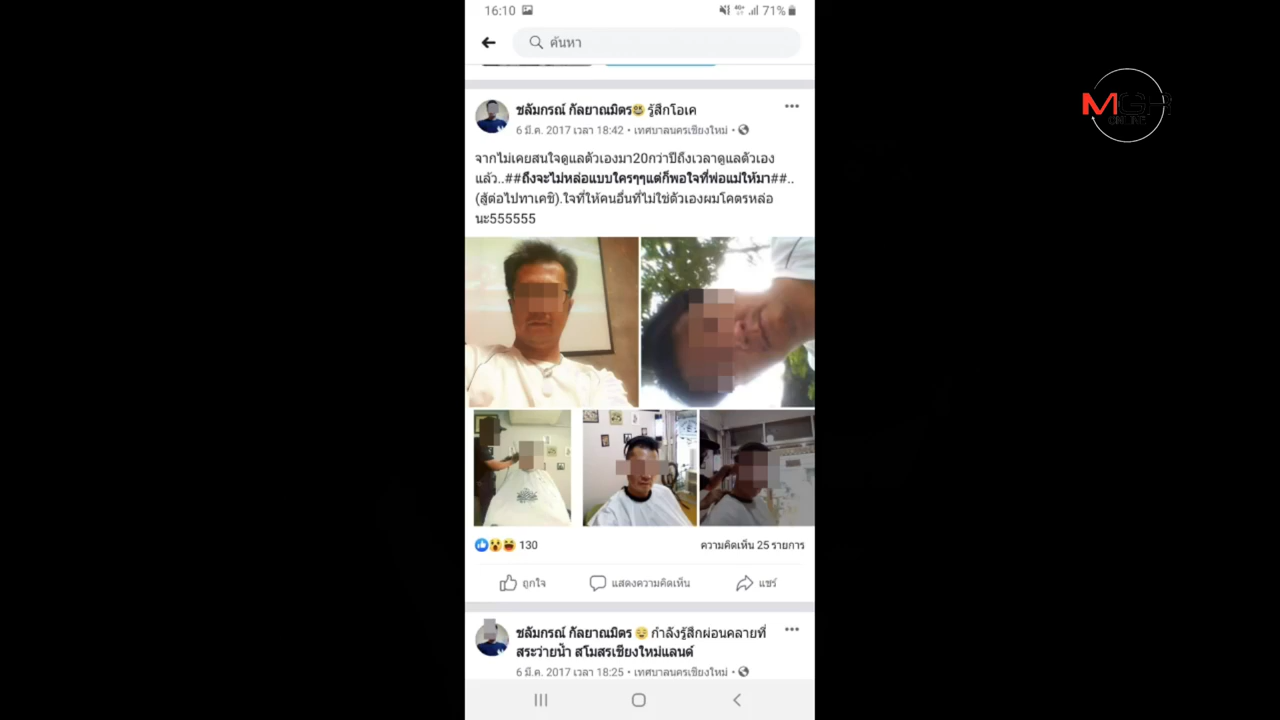 16:10
71%
ค้นหา
MGR
ONLINE
ชลัมกรณ์ กัลยาณมิตร รู้สึกโอเค
6 มี.ค. 2017 เวลา 18:42 • เทศบาลนครเชียงใหม่ •
จากไม่เคยสนใจดูแลตัวเองมา20กว่าปีถึงเวลาดูแลตัวเอง
แล้ว..##ถึงจะไม่หล่อแบบใครๆๆแต่ก็พอใจที่พ่อแม่ให้มา##..
(สู้ต่อไปทาเคชิ).ใจที่ให้คนอื่นที่ไม่ใช่ตัวเองผมโคตรหล่อ
นะ555555
130
ความคิดเห็น 25 รายการ
ถูกใจ
แสดงความคิดเห็น
แชร์
ชลัมกรณ์ กัลยาณมิตร กำลังรู้สึกผ่อนคลายที่
สระว่ายน้ำ สโมสรเชียงใหม่แลนด์
6 มี.ค. 2017 เวลา 18:25 • เทศบาลนครเชียงใหม่ •